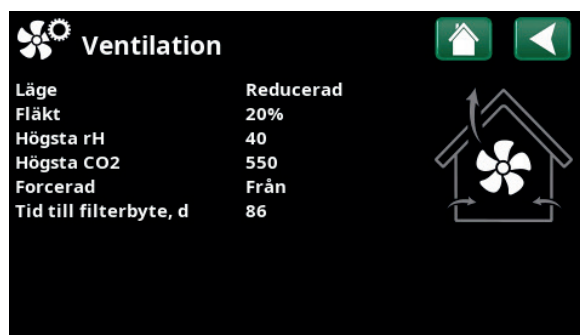 Ventilation
Läge Reducerad
Fläkt 20%
Högsta rH 40
Högsta CO2 550
Forcerad Från
Tid till filterbyte, d 86